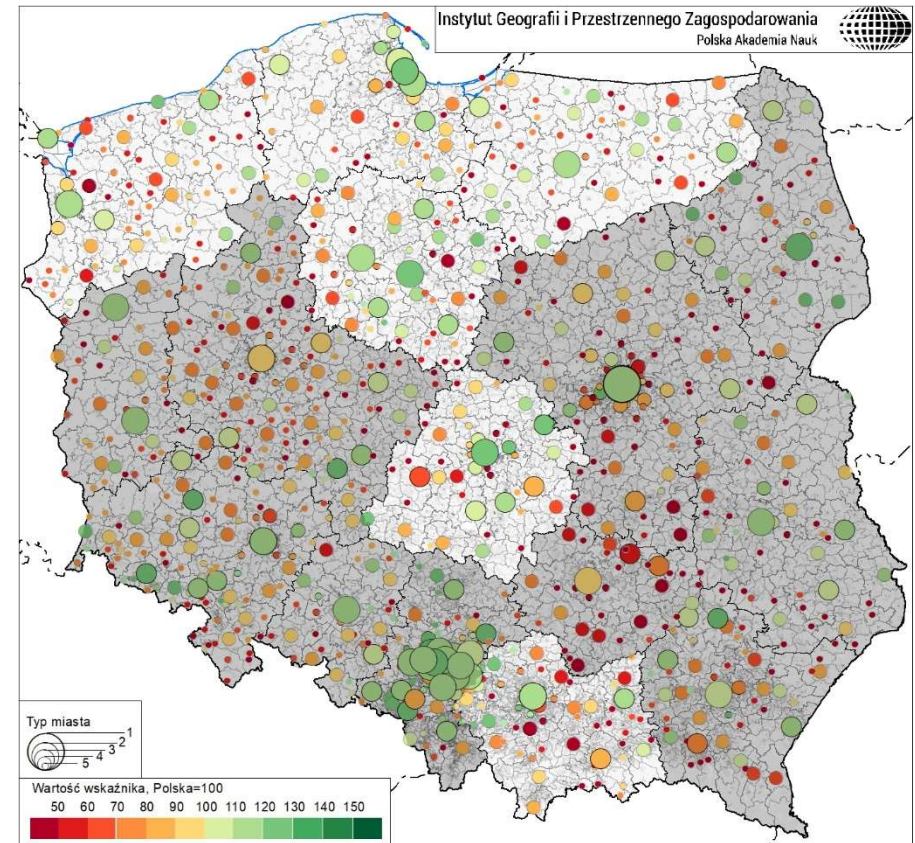 Instytut Geografii i Przestrzennego Zagospodarowania
Polska Akademia Nauk
Typ miasta
1
2
3
4
5
Wartość wskaźnika, Polska=100
50 60 70 80 90 100 110 120 130 140 150